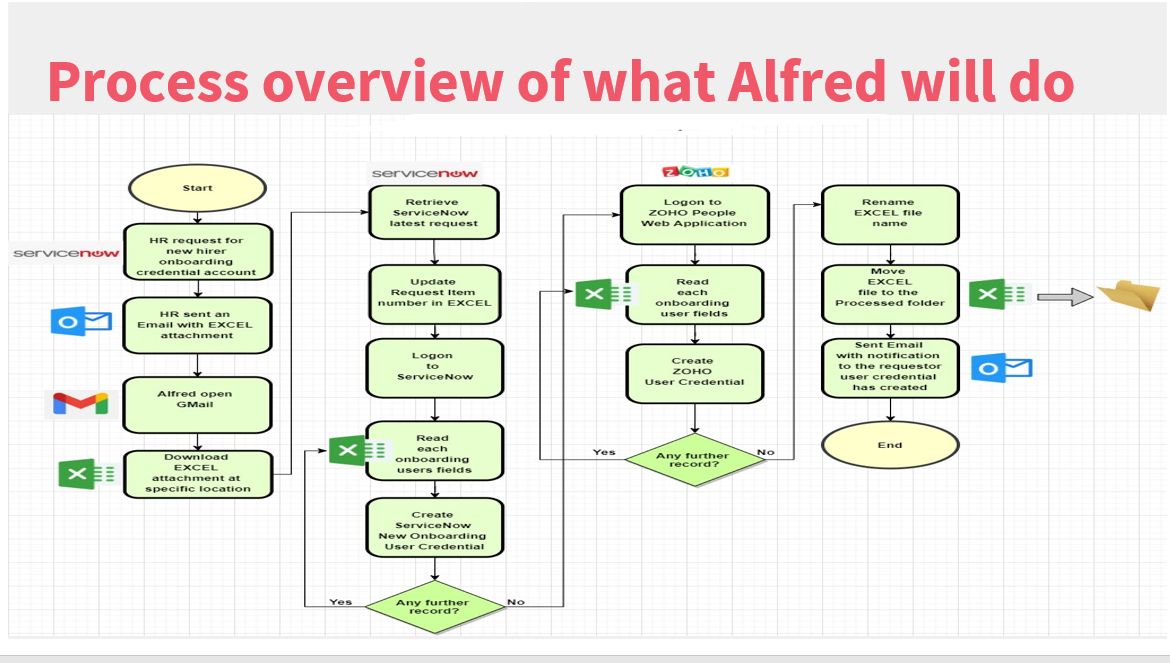 Process overview of what Alfred will do
Start
servicenow
HR request for
new hirer
onboarding
credential account
HR sent an
Email with EXCEL
attachment
Alfred open
GMail
Download
EXCEL
attachment at
specific location
servicenow
Retrieve
ServiceNow
latest request
Update
Request Item
number in EXCEL
Logon
to
ServiceNow
Read
each
onboarding
users fields
Create
ServiceNow
New Onboarding
User Credential
Any further
record?
Yes
No
ZOHO
Logon to
ZOHO People
Web Application
Read
each
onboarding
user fields
Create
ZOHO
User Credential
Any further
record?
Yes
No
Rename
EXCEL file
name
Move
EXCEL
file to the
Processed folder
Sent Email
with notification
to the requestor
user credential
has created
End